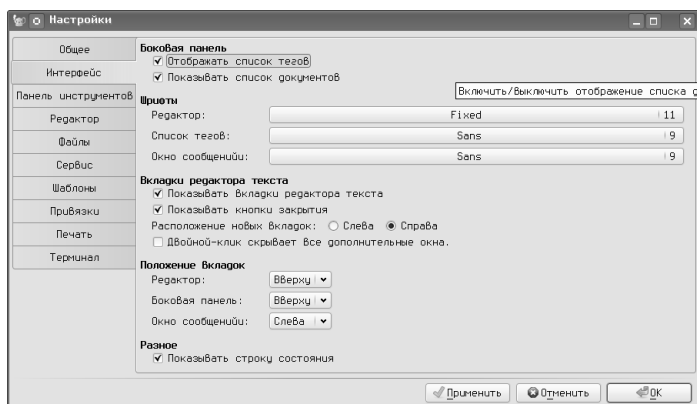 Настройки
Общее
Интерфейс
Панель инструментов
Редактор
Файлы
Сервис
Шаблоны
Привязки
Печать
Терминал
Боковая панель
Отображать список тегов
Показывать список документов
Включить/выключить отображение списка
Шрифты
Редактор: Fixed 11
Список тегов: Sans 9
Окно сообщений: Sans 9
Вкладки редактора текста
Показывать вкладки редактора текста
Показывать кнопки закрытия
Расположение новых вкладок: Слева Справа
Двойной-клик скрывает все дополнительные окна.
Положение вкладок
Редактор: Вверху
Боковая панель: Вверху
Окно сообщений: Слева
Разное
Показывать строку состояния
Применить Отменить OK